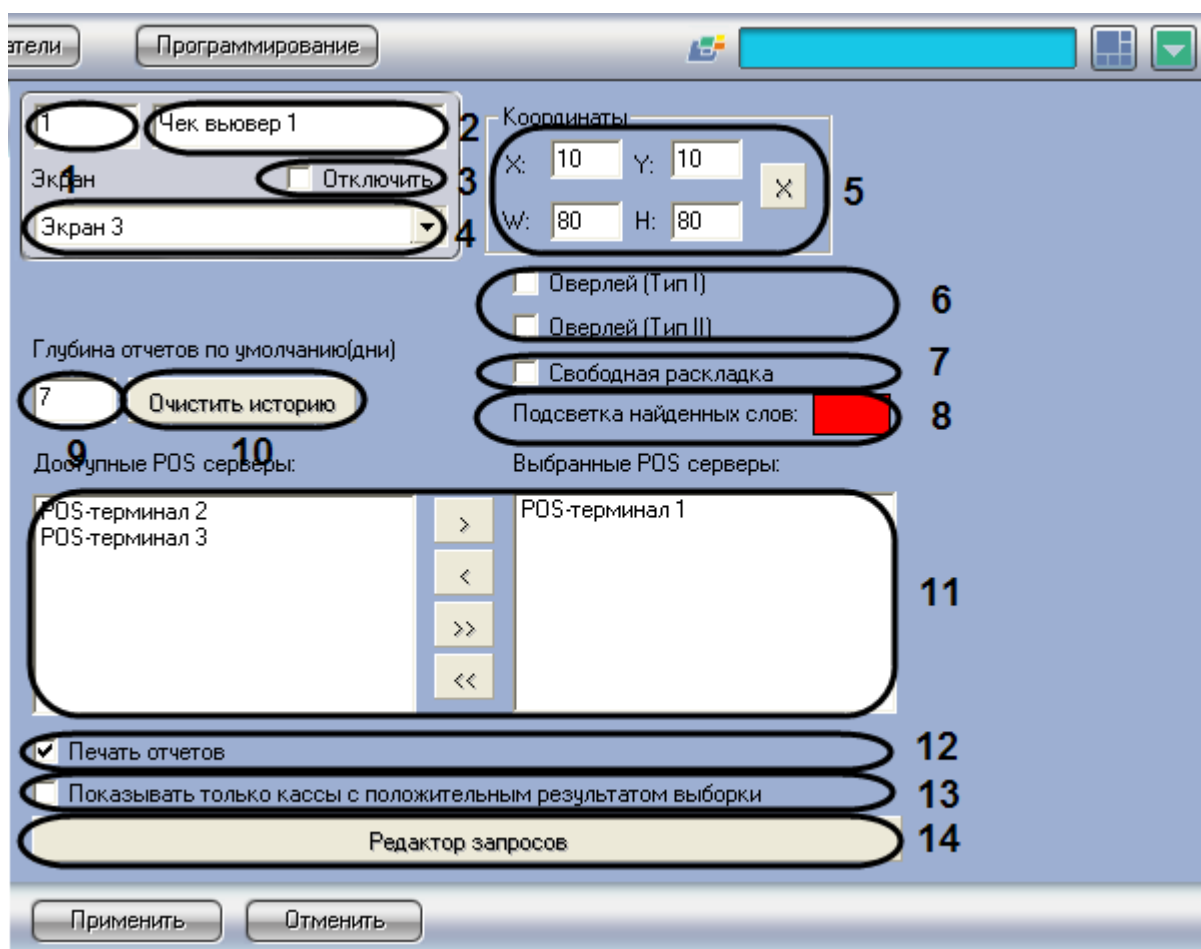 атели Программирование
1 Чек вьювер 1 2
Координаты
X: 10 Y: 10 X 5
1 Экран Отключить 3
Экран 3 4
W: 80 H: 80
Оверлей (Тип I) 6
Оверлей (Тип II)
Глубина отчетов по умолчанию(дни)
Свободная раскладка 7
7 Очистить историю
Подсветка найденных слов: 8
9 10
Доступные POS серверы: Выбранные POS серверы:
POS-терминал 2 > POS-терминал 1
POS-терминал 3
<
11
>>
<<
Печать отчетов 12
Показывать только кассы с положительным результатом выборки 13
Редактор запросов 14
Применить Отменить